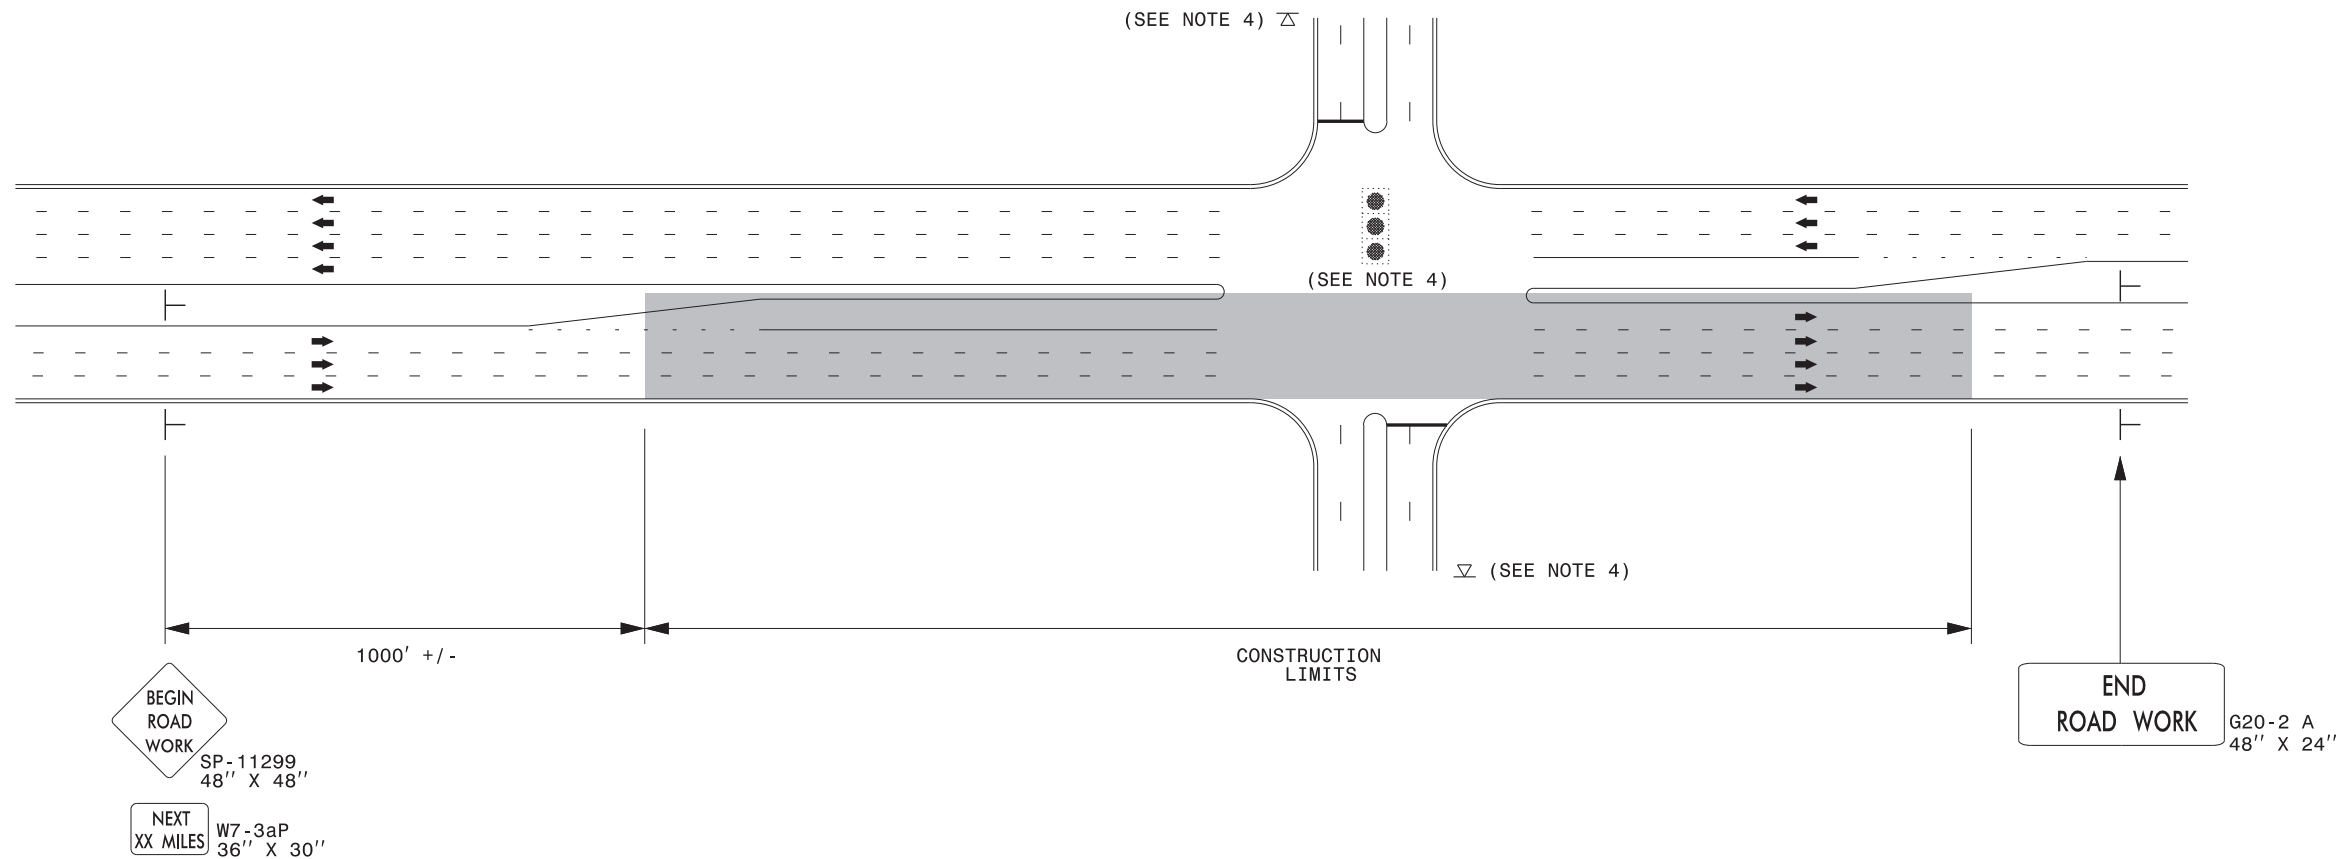 (SEE NOTE 4)
(SEE NOTE 4)
(SEE NOTE 4)
1000' +/-
CONSTRUCTION
LIMITS
BEGIN
ROAD
WORK
SP-11299
48'' X 48''
NEXT
XX MILES
W7-3aP
36'' X 30''
END
ROAD WORK
G20-2 A
48'' X 24''